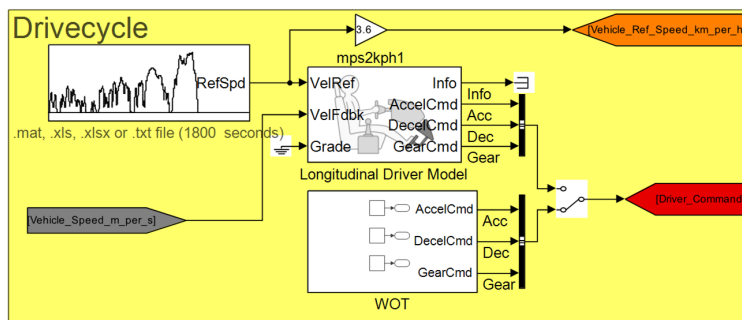 Drivecycle
3.6
[Vehicle_Ref_Speed_km_per_h
mps2kph1
RefSpd
VelRef
Info
Info
AccelCmd
Acc
VelFdbk
DecelCmd
Dec
Grade
GearCmd
Gear
.mat, .xls, .xlsx or .txt file (1800 seconds)
Longitudinal Driver Model
[Vehicle_Speed_m_per_s]
[Driver_Command
AccelCmd
Acc
DecelCmd
Dec
GearCmd
Gear
WOT